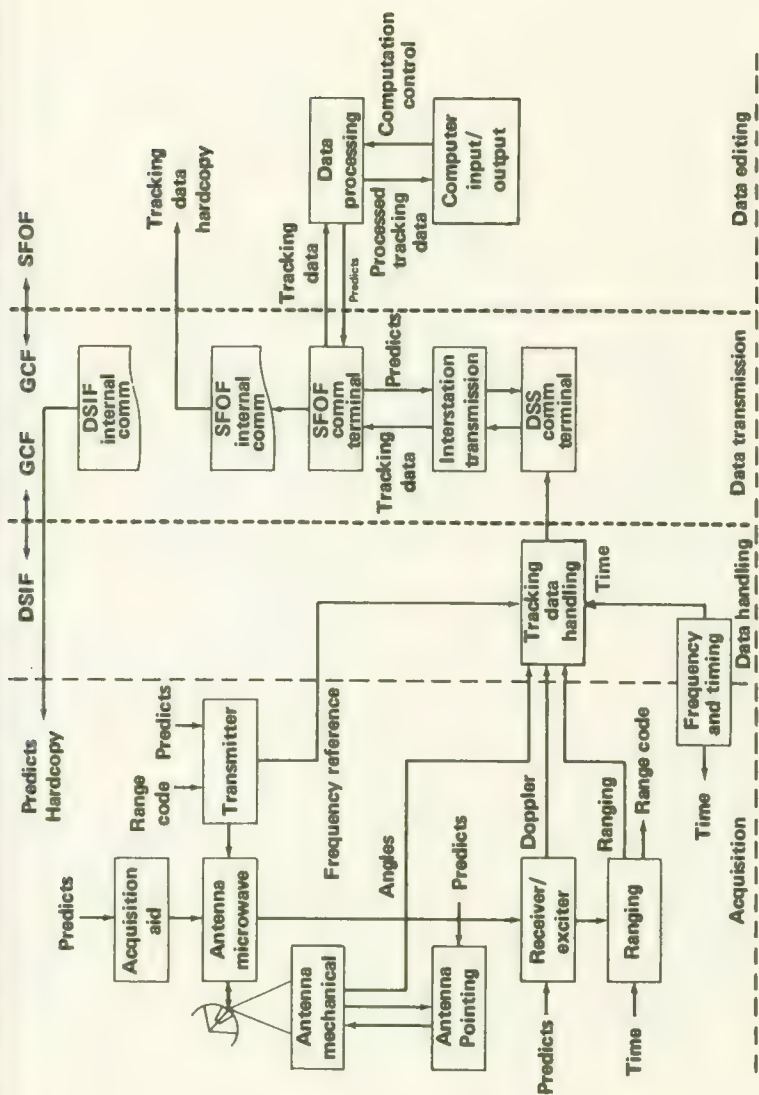 DSIF
GCF
GCF
SFOF
Predicts
Hardcopy
DSIF
internal
comm
Tracking
data
hardcopy
Predicts
Range
code
Predicts
Acquisition
aid
Transmitter
Antenna
microwave
SFOF
internal
comm
Frequency reference
Antenna
mechanical
Angles
SFOF
comm
terminal
Tracking
data
Predicts
Data
processing
Predicts
Tracking
data
Processed
tracking
data
Computation
control
Antenna
Pointing
Predicts
Interstation
transmission
Computer
input/
output
Predicts
Receiver/
exciter
Doppler
Tracking
data
handling
Time
DSS
comm
terminal
Time
Ranging
Ranging
Range code
Time
Frequency
and timing
Acquisition
Data handling
Data transmission
Data editing